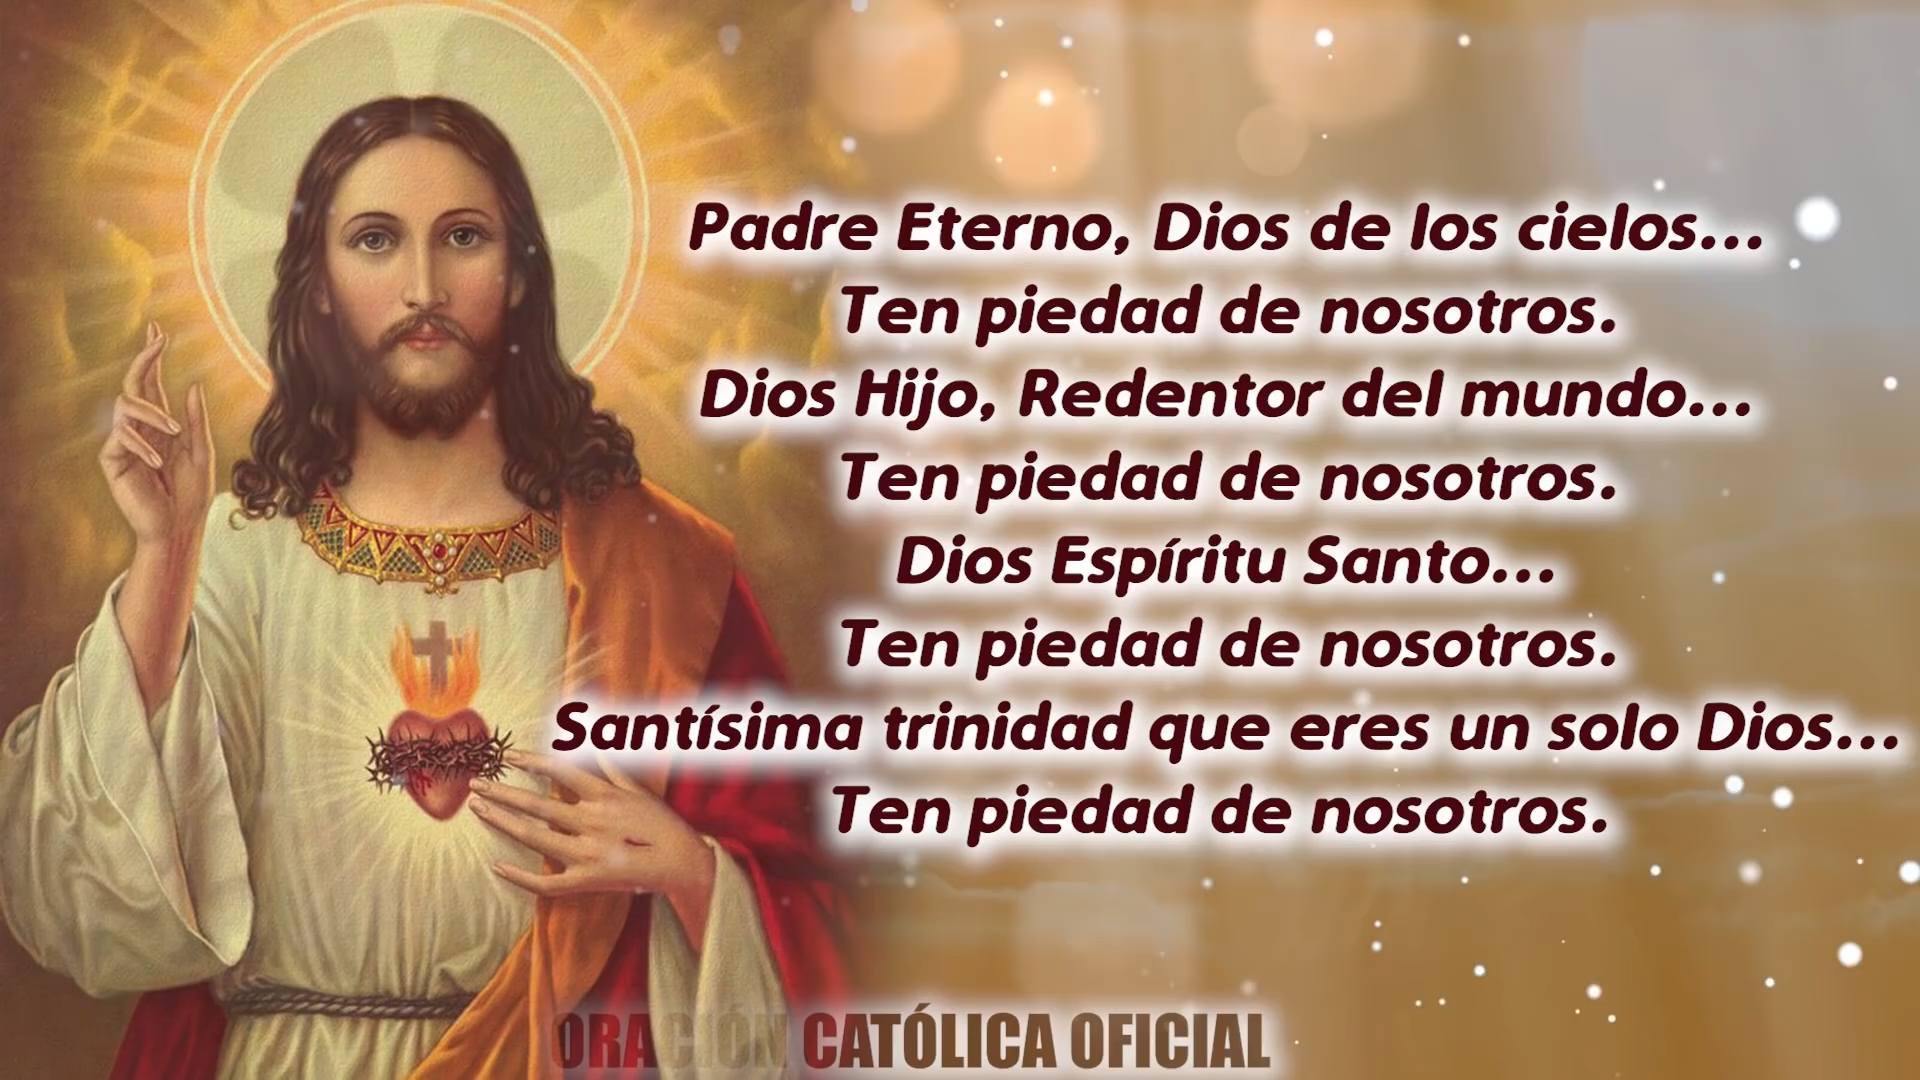 Padre Eterno, Dios de los cielos...
Ten piedad de nosotros.
Dios Hijo, Redentor del mundo...
Ten piedad de nosotros.
Dios Espíritu Santo...
Ten piedad de nosotros.
Santísima trinidad que eres un solo Dios...
Ten piedad de nosotros.
ORACIÓN CATÓLICA OFICIAL